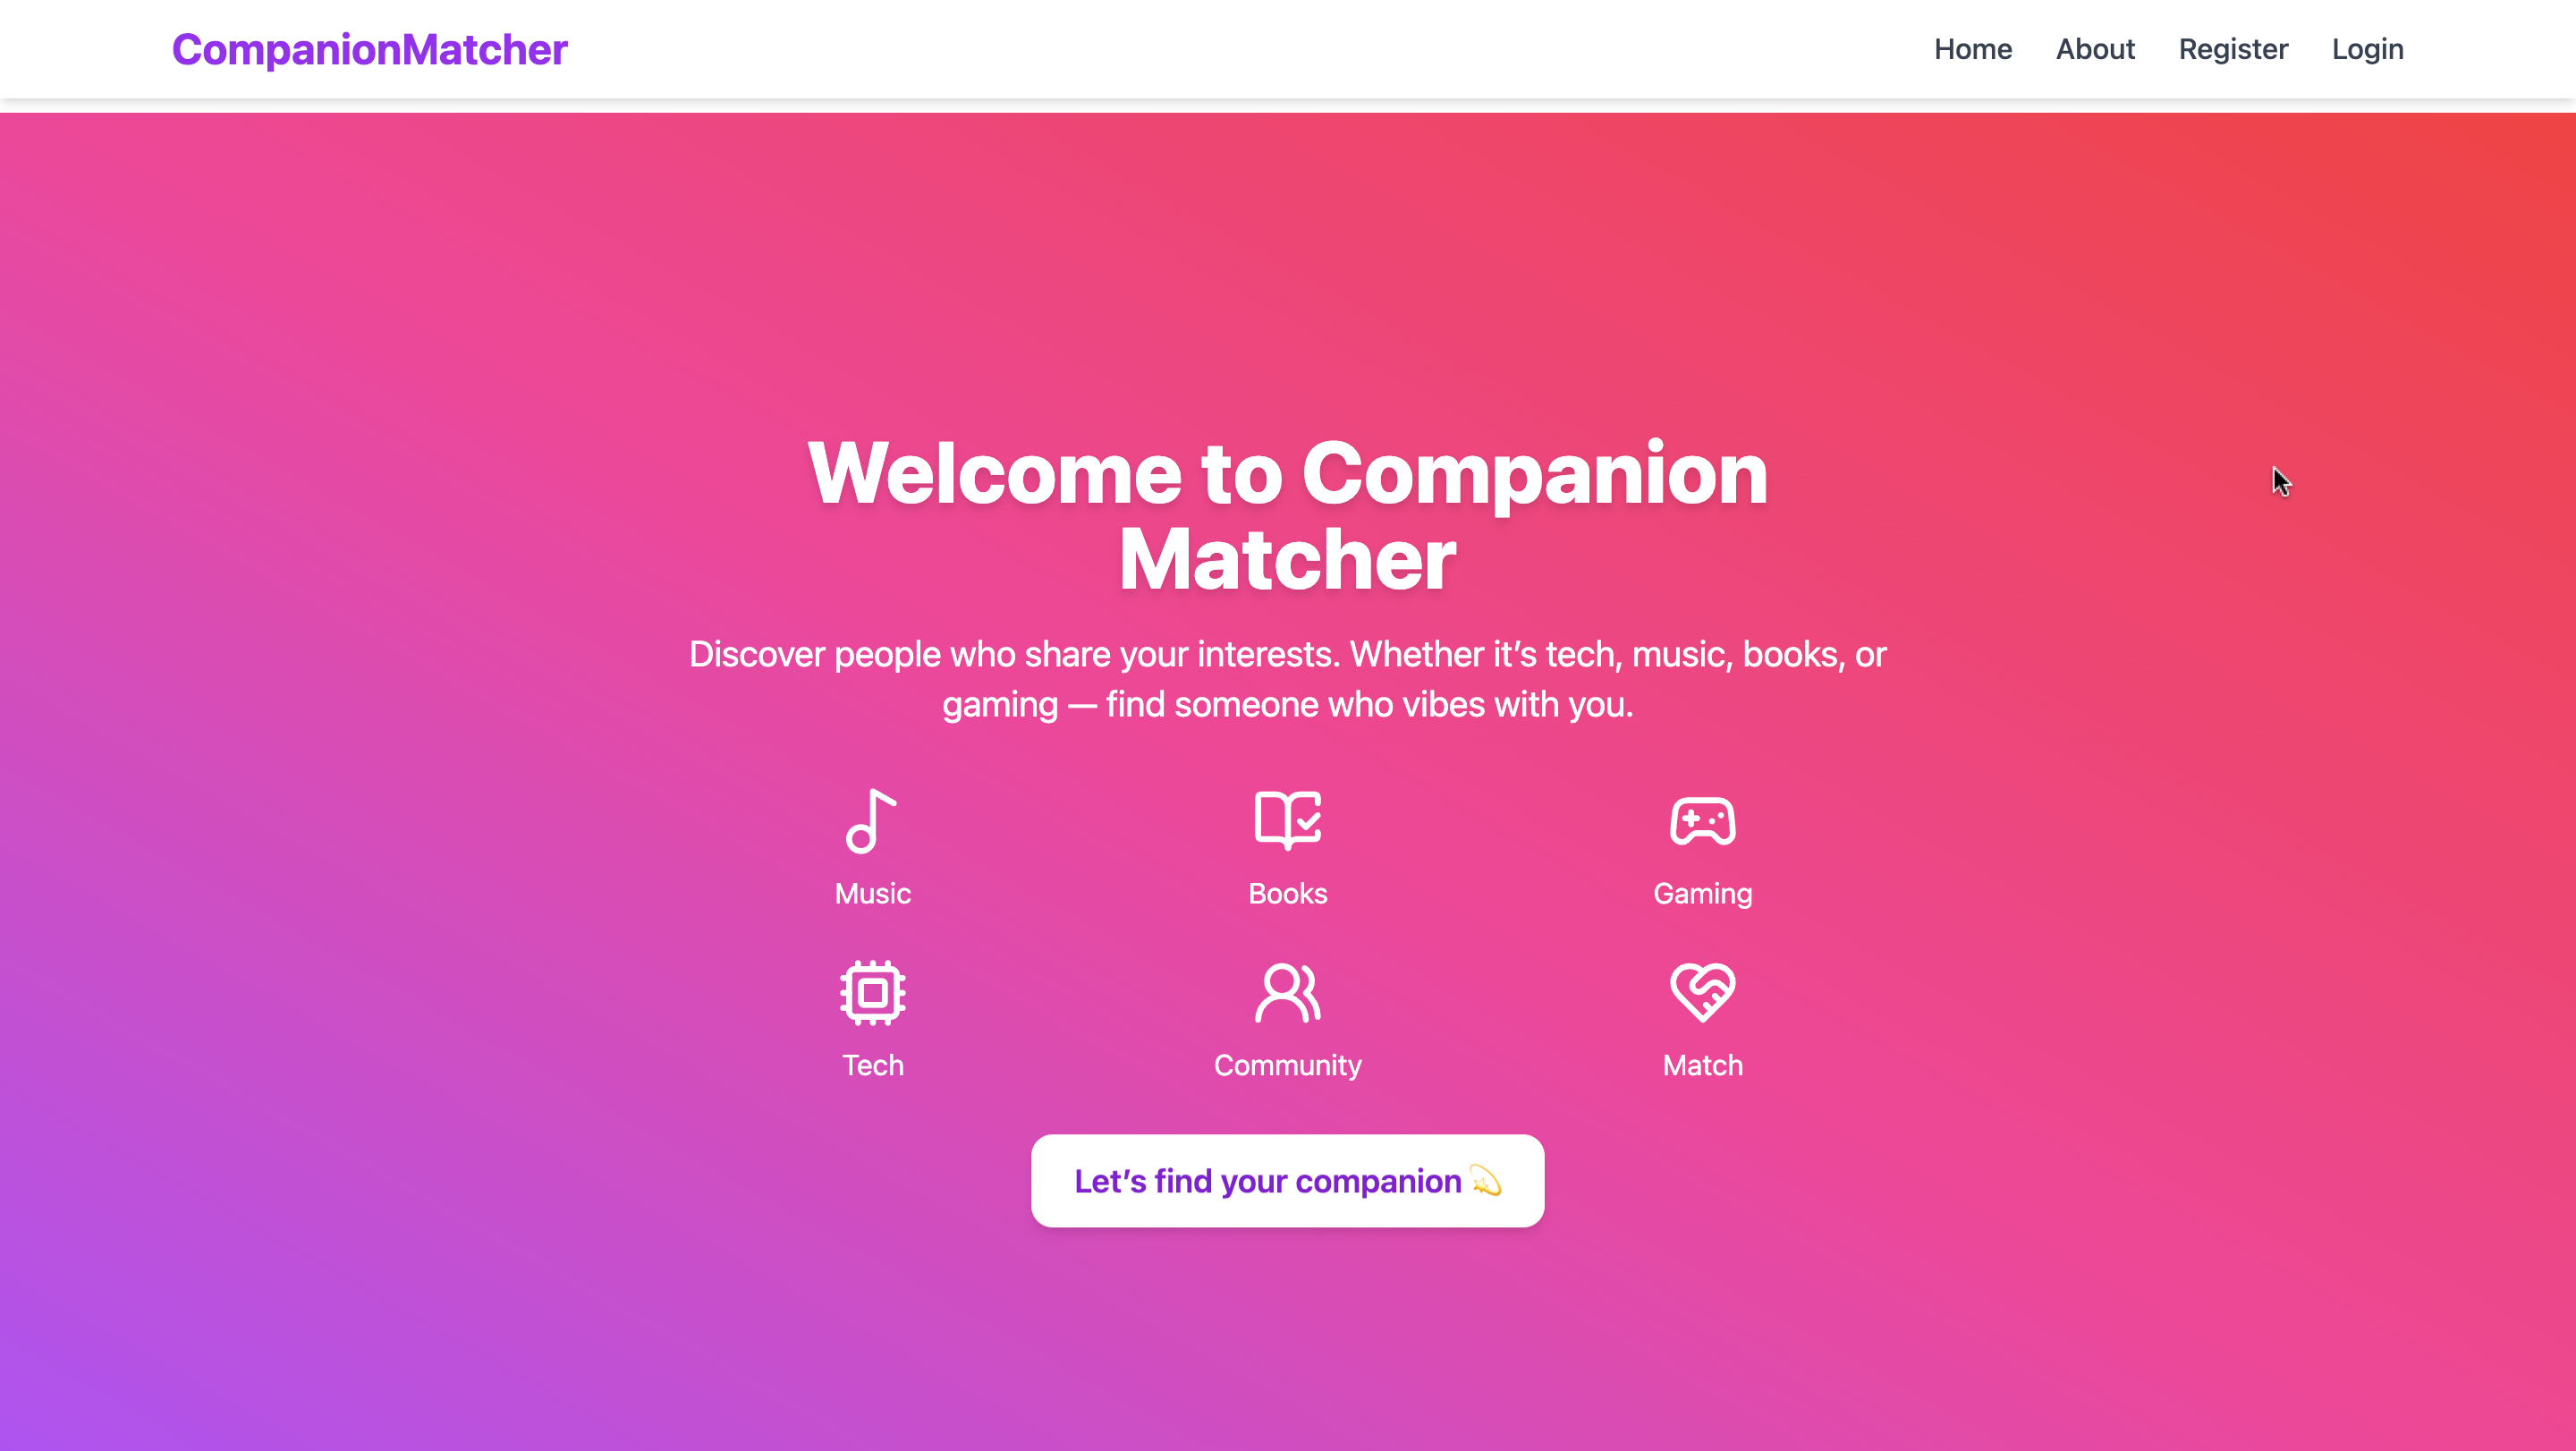 CompanionMatcher
Home About Register Login
Welcome to Companion
Matcher
Discover people who share your interests. Whether it’s tech, music, books, or
gaming — find someone who vibes with you.
Music Books Gaming
Tech Community Match
Let’s find your companion 💫